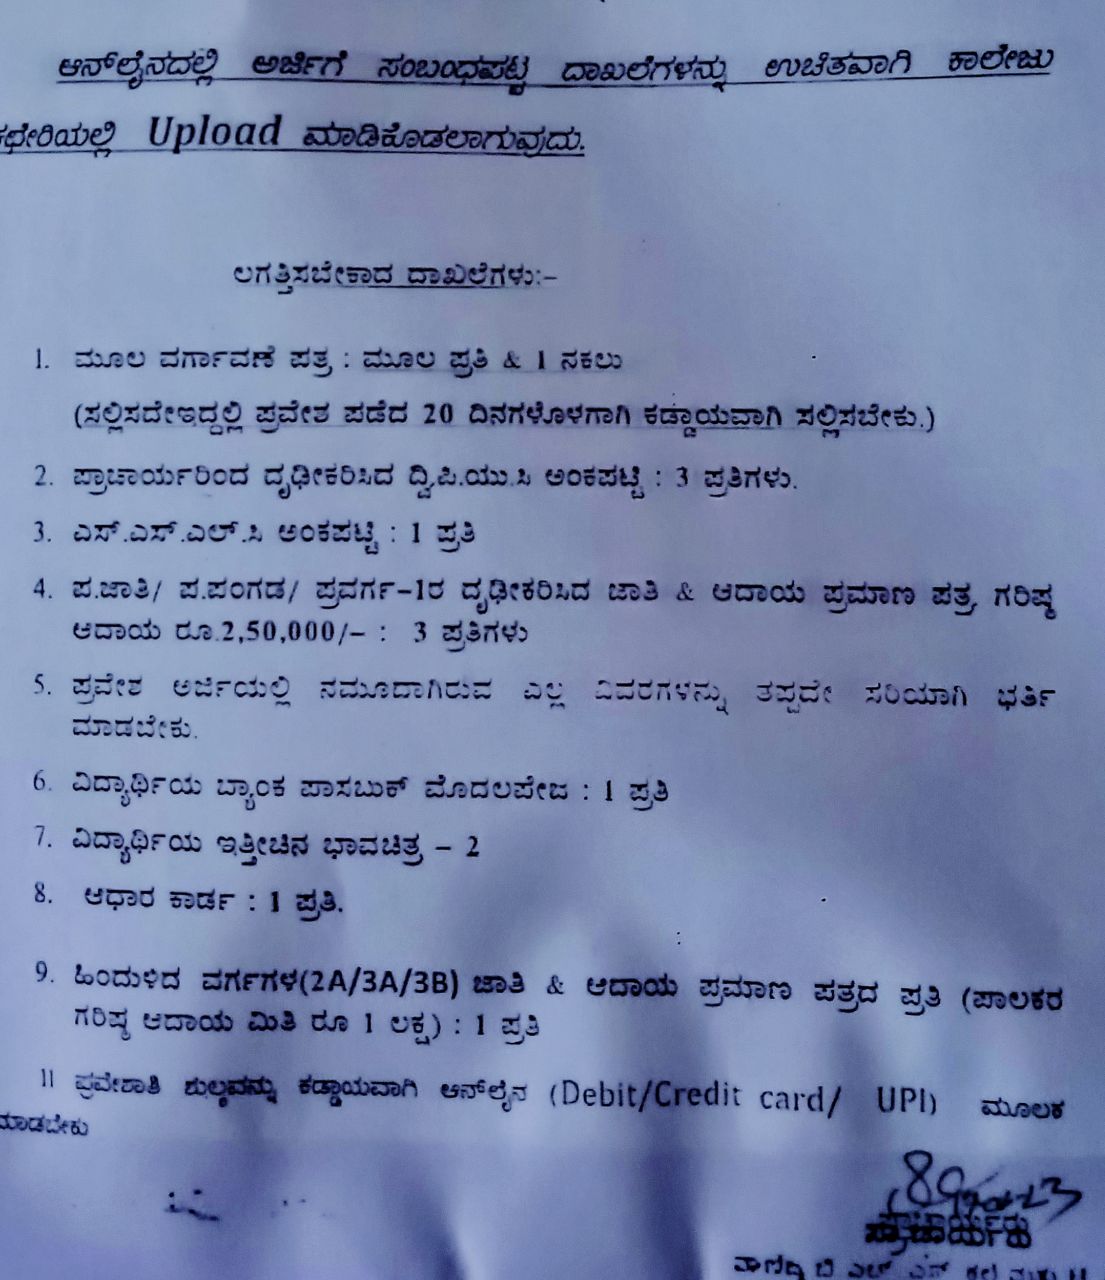 ಆನ್‌ಲೈನದಲ್ಲಿ ಅರ್ಜಿಗೆ ಸಂಬಂಧಪಟ್ಟ ದಾಖಲೆಗಳನ್ನು ಉಚಿತವಾಗಿ ಕಾಲೇಜು
ಕಛೇರಿಯಲ್ಲಿ Upload ಮಾಡಿಕೊಡಲಾಗುವುದು.
ಲಗತ್ತಿಸಬೇಕಾದ ದಾಖಲೆಗಳು:-
1. ಮೂಲ ವರ್ಗಾವಣೆ ಪತ್ರ : ಮೂಲ ಪ್ರತಿ & 1 ನಕಲು
(ಸಲ್ಲಿಸದೇಇದ್ದಲ್ಲಿ ಪ್ರವೇಶ ಪಡೆದ 20 ದಿನಗಳೊಳಗಾಗಿ ಕಡ್ಡಾಯವಾಗಿ ಸಲ್ಲಿಸಬೇಕು.)
2. ಪ್ರಾಚಾರ್ಯರಿಂದ ದೃಢೀಕರಿಸಿದ ದ್ವಿ.ಪಿ.ಯು.ಸಿ ಅಂಕಪಟ್ಟಿ : 3 ಪ್ರತಿಗಳು.
3. ಎಸ್.ಎಸ್.ಎಲ್.ಸಿ ಅಂಕಪಟ್ಟಿ : 1 ಪ್ರತಿ
4. ಪ.ಜಾತಿ/ ಪ.ಪಂಗಡ/ ಪ್ರವರ್ಗ-1ರ ದೃಢೀಕರಿಸಿದ ಜಾತಿ & ಆದಾಯ ಪ್ರಮಾಣ ಪತ್ರ, ಗರಿಷ್ಠ
ಆದಾಯ ರೂ.2,50,000/- : 3 ಪ್ರತಿಗಳು
5. ಪ್ರವೇಶ ಅರ್ಜಿಯಲ್ಲಿ ನಮೂದಾಗಿರುವ ಎಲ್ಲ ವಿವರಗಳನ್ನು ತಪ್ಪದೇ ಸರಿಯಾಗಿ ಭರ್ತಿ
ಮಾಡಬೇಕು.
6. ವಿದ್ಯಾರ್ಥಿಯ ಬ್ಯಾಂಕ ಪಾಸಬುಕ್ ಮೊದಲಪೇಜ : 1 ಪ್ರತಿ
7. ವಿದ್ಯಾರ್ಥಿಯ ಇತ್ತೀಚಿನ ಭಾವಚಿತ್ರ - 2
8. ಆಧಾರ ಕಾರ್ಡ : 1 ಪ್ರತಿ.
9. ಹಿಂದುಳಿದ ವರ್ಗಗಳ(2A/3A/3B) ಜಾತಿ & ಆದಾಯ ಪ್ರಮಾಣ ಪತ್ರದ ಪ್ರತಿ (ಪಾಲಕರ
ಗರಿಷ್ಠ ಆದಾಯ ಮಿತಿ ರೂ 1 ಲಕ್ಷ) : 1 ಪ್ರತಿ
11 ಪ್ರವೇಶಾತಿ ಶುಲ್ಕವನ್ನು ಕಡ್ಡಾಯವಾಗಿ ಆನ್‌ಲೈನ (Debit/Credit card/ UPI) ಮೂಲಕ
ಮಾಡಬೇಕು
ಪ್ರಾಚಾರ್ಯರು